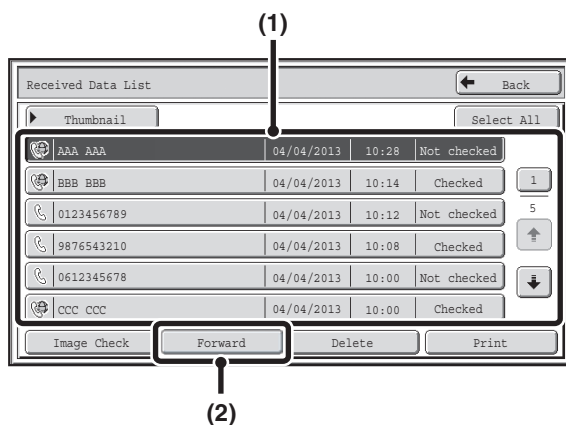 (1)
Received Data List
Back
Thumbnail
Select All
AAA AAA 04/04/2013 10:28 Not checked
BBB BBB 04/04/2013 10:14 Checked
1
0123456789 04/04/2013 10:12 Not checked
5
9876543210 04/04/2013 10:08 Checked
0612345678 04/04/2013 10:00 Not checked
CCC CCC 04/04/2013 10:00 Checked
Image Check Forward Delete Print
(2)